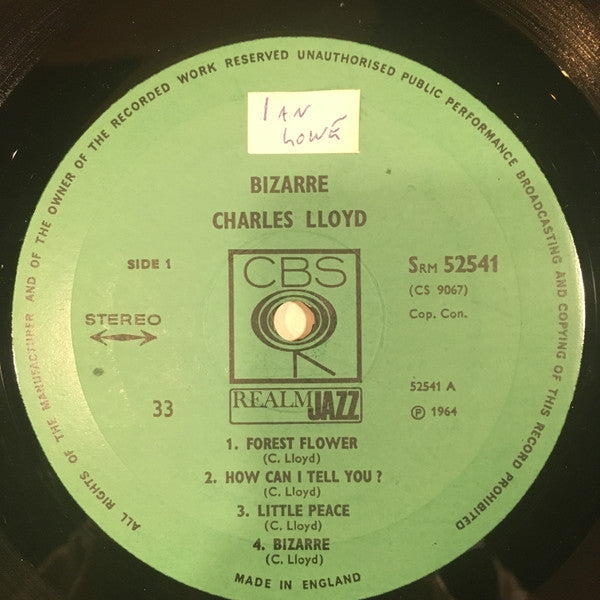 ALL RIGHTS OF THE MANUFACTURER AND OF THE OWNER OF THE RECORDED WORK RESERVED UNAUTHORISED PUBLIC PERFORMANCE BROADCASTING AND COPYING OF THIS RECORD PROHIBITED
IAN
LOWE
BIZARRE
CHARLES LLOYD
SIDE 1
CBS
SRM 52541
(CS 9067)
Cop. Con.
STEREO
33
REALM JAZZ
52541 A
Ⓟ 1964
1. FOREST FLOWER
(C. Lloyd)
2. HOW CAN I TELL YOU ?
(C. Lloyd)
3. LITTLE PEACE
(C. Lloyd)
4. BIZARRE
(C. Lloyd)
MADE IN ENGLAND